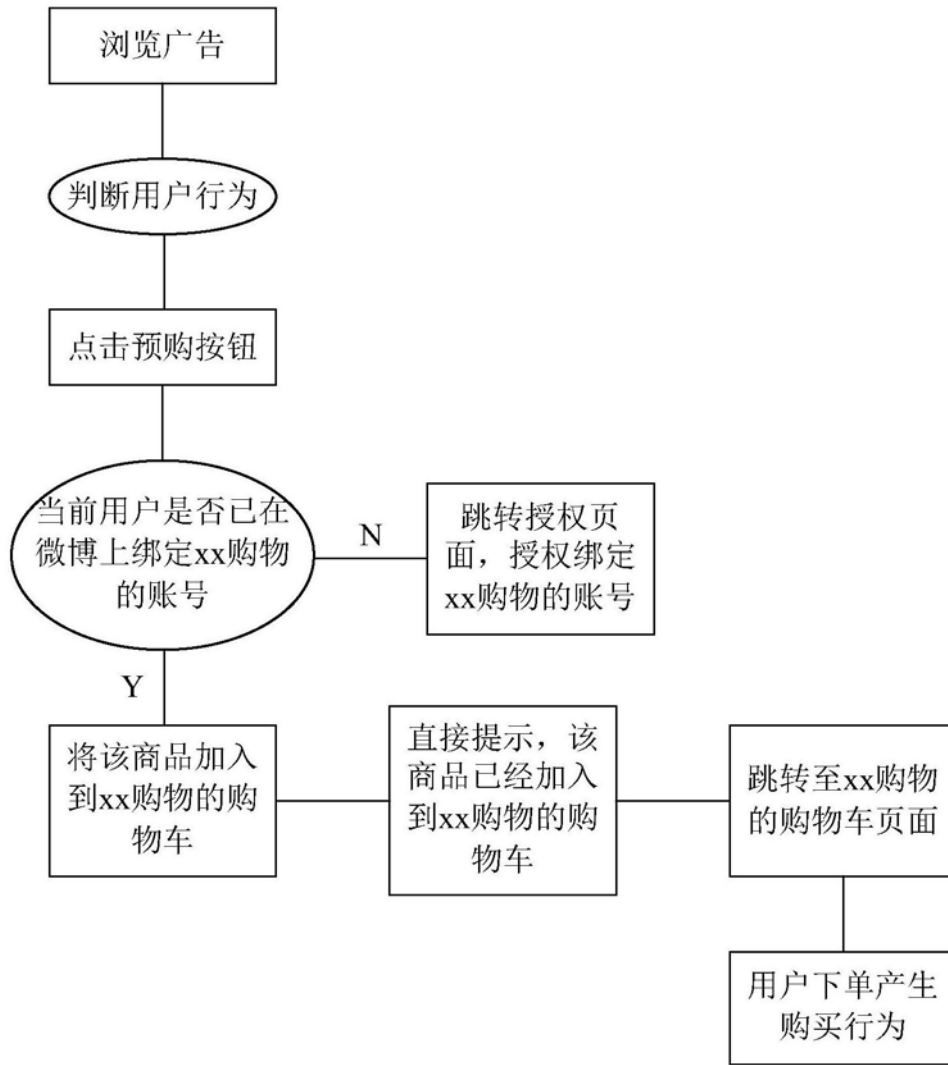 浏览广告
判断用户行为
点击预购按钮
当前用户是否已在
微博上绑定xx购物
的账号
N
跳转授权页
面，授权绑定
xx购物的账号
Y
将该商品加入
到xx购物的购
物车
直接提示，该
商品已经加入
到xx购物的购
物车
跳转至xx购物
的购物车页面
用户下单产生
购买行为